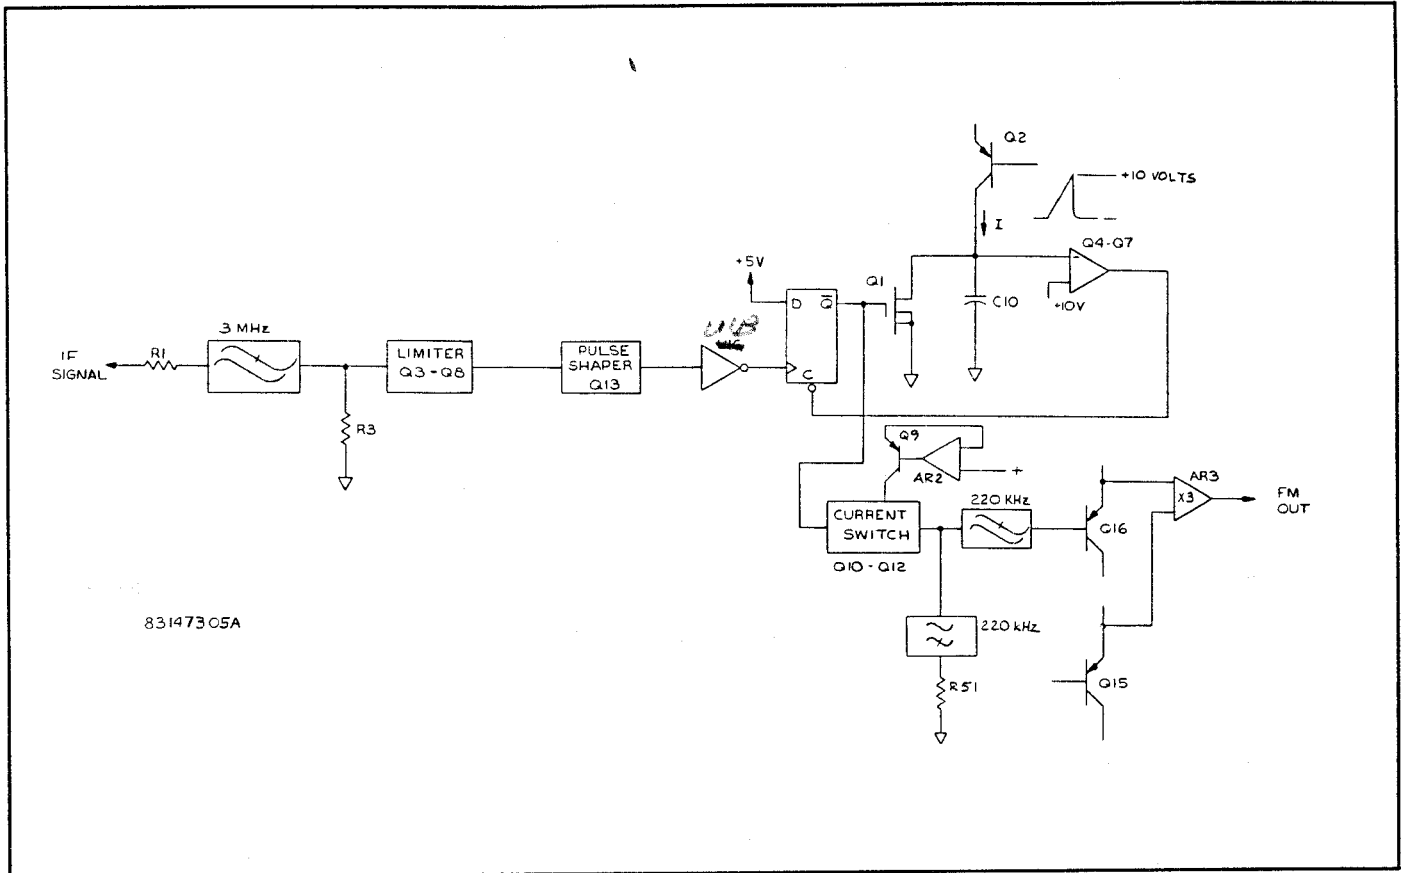 Q2
+10 VOLTS
I
Q4-Q7
+5V
Q1
D
Q̅
C10
+10V
C
3 MHz
IF
SIGNAL
R1
LIMITER
Q3-Q8
PULSE
SHAPER
Q13
R3
Q9
AR2
+
CURRENT
SWITCH
Q10-Q12
220 KHz
Q16
AR3
X3
FM
OUT
220 kHz
R51
Q15
83147305A